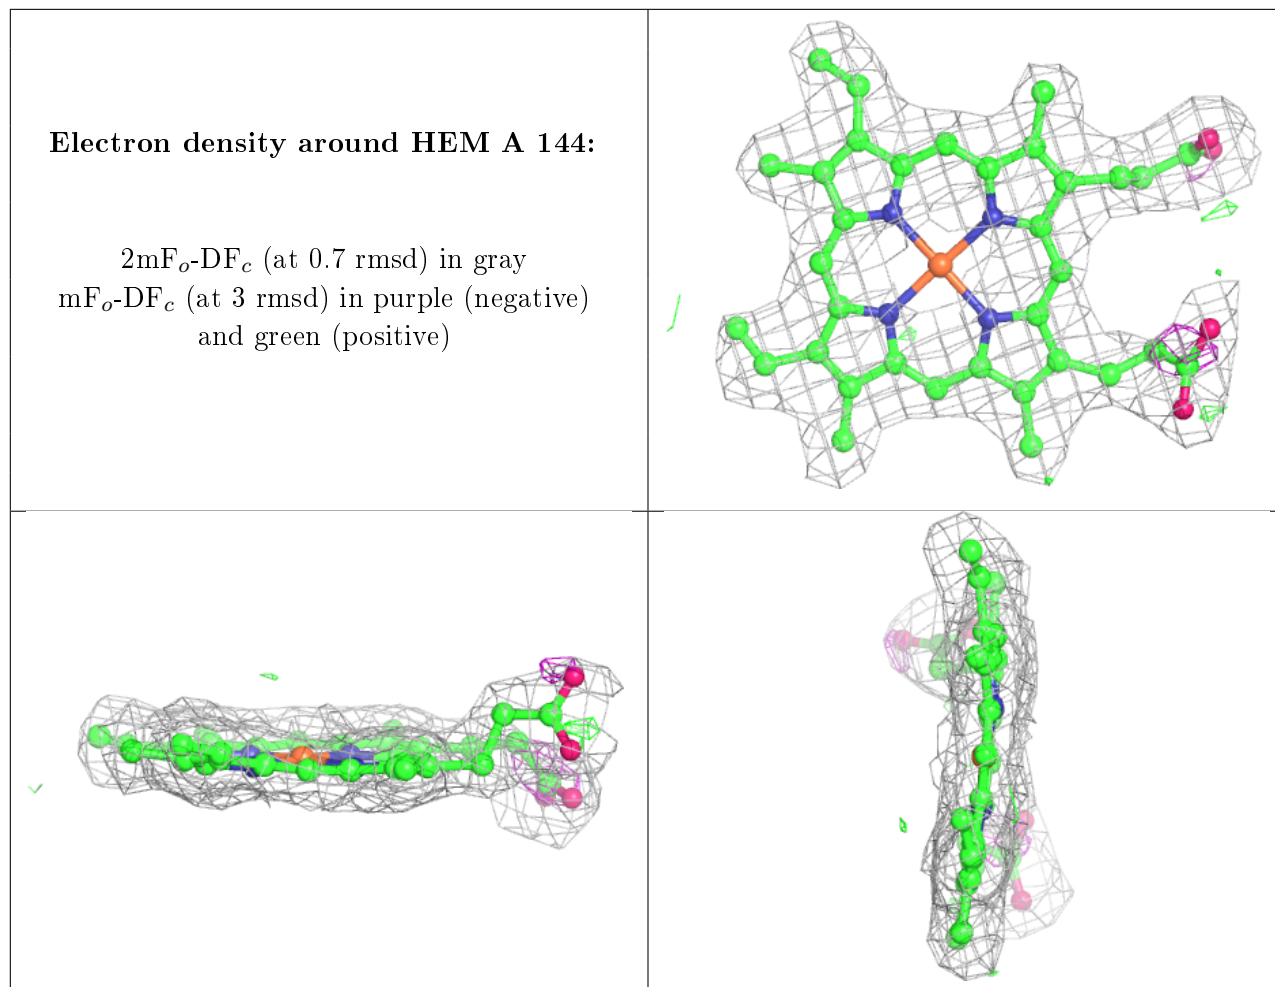 Electron density around HEM A 144:
2mFo-DFc (at 0.7 rmsd) in gray
mFo-DFc (at 3 rmsd) in purple (negative)
and green (positive)